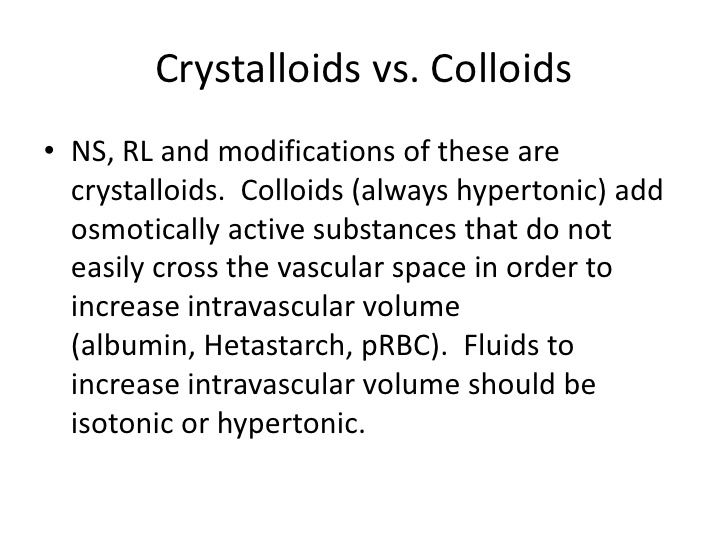 Crystalloids vs. Colloids
• NS, RL and modifications of these are
crystalloids.  Colloids (always hypertonic) add
osmotically active substances that do not
easily cross the vascular space in order to
increase intravascular volume
(albumin, Hetastarch, pRBC).  Fluids to
increase intravascular volume should be
isotonic or hypertonic.